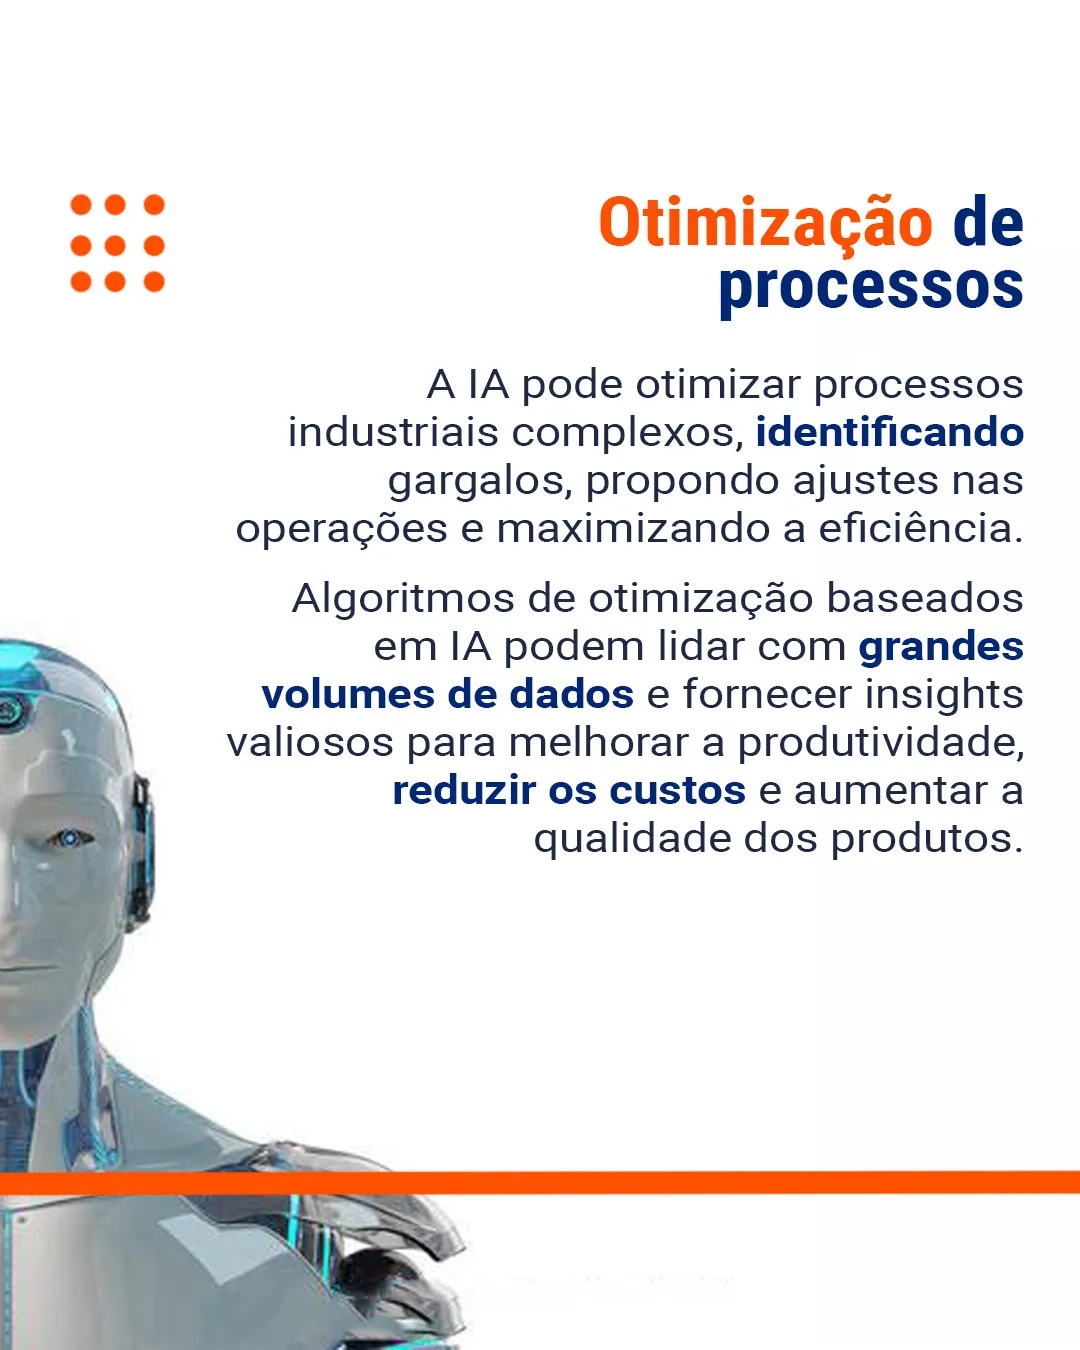 Otimização de
processos
A IA pode otimizar processos
industriais complexos, identificando
gargalos, propondo ajustes nas
operações e maximizando a eficiência.
Algoritmos de otimização baseados
em IA podem lidar com grandes
volumes de dados e fornecer insights
valiosos para melhorar a produtividade,
reduzir os custos e aumentar a
qualidade dos produtos.